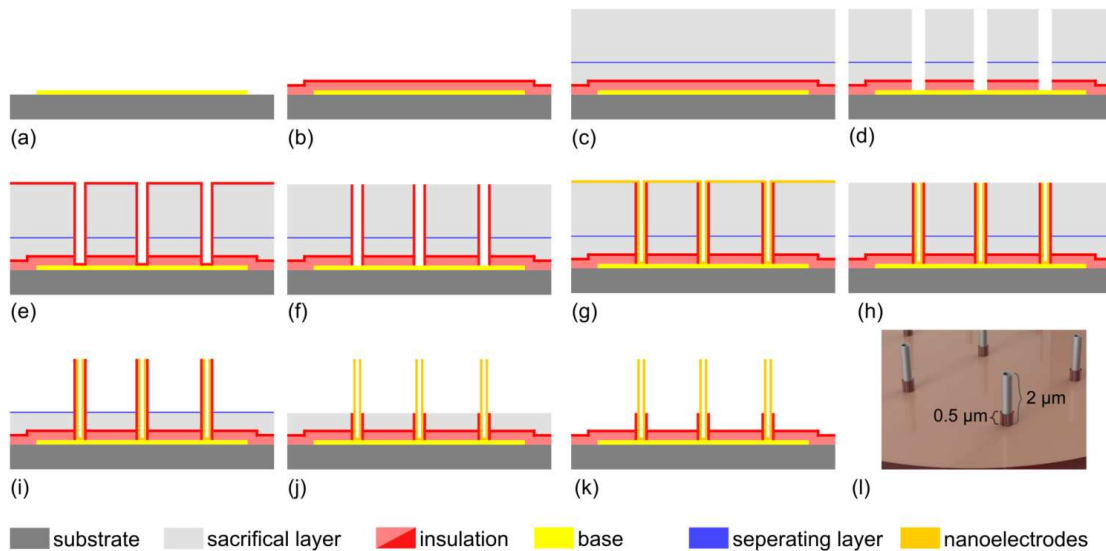 (a)
(b)
(c)
(d)
(e)
(f)
(g)
(h)
(i)
(j)
(k)
(l)
0.5 µm
2 µm
substrate
sacrifical layer
insulation
base
seperating layer
nanoelectrodes